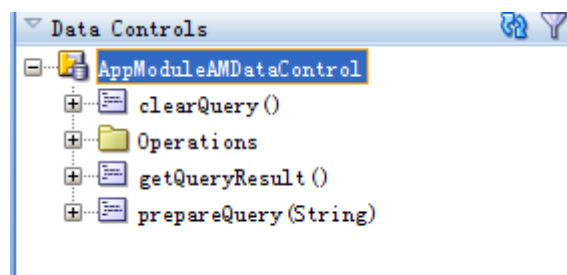 Data Controls
AppModuleAMDataControl
clearQuery()
Operations
getQueryResult()
prepareQuery(String)